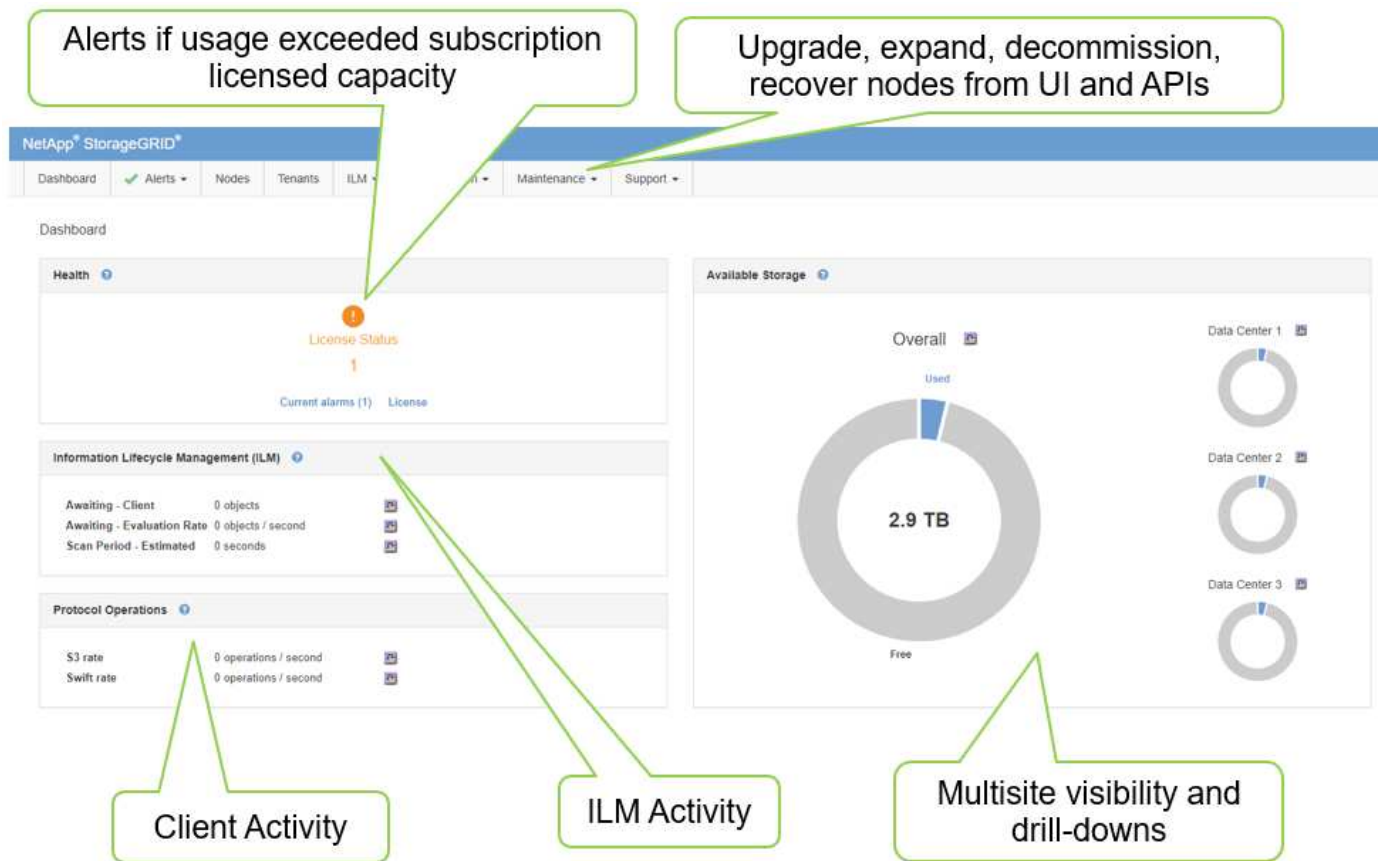 Alerts if usage exceeded subscription
licensed capacity
Upgrade, expand, decommission,
recover nodes from UI and APIs
NetApp® StorageGRID®
Dashboard Alerts Nodes Tenants ILM Maintenance Support
Dashboard
Health
License Status
1
Current alarms (1) License
Information Lifecycle Management (ILM)
Awaiting - Client 0 objects
Awaiting - Evaluation Rate 0 objects / second
Scan Period - Estimated 0 seconds
Protocol Operations
S3 rate 0 operations / second
Swift rate 0 operations / second
Available Storage
Overall
Used
2.9 TB
Free
Data Center 1
Data Center 2
Data Center 3
Client Activity
ILM Activity
Multisite visibility and
drill-downs